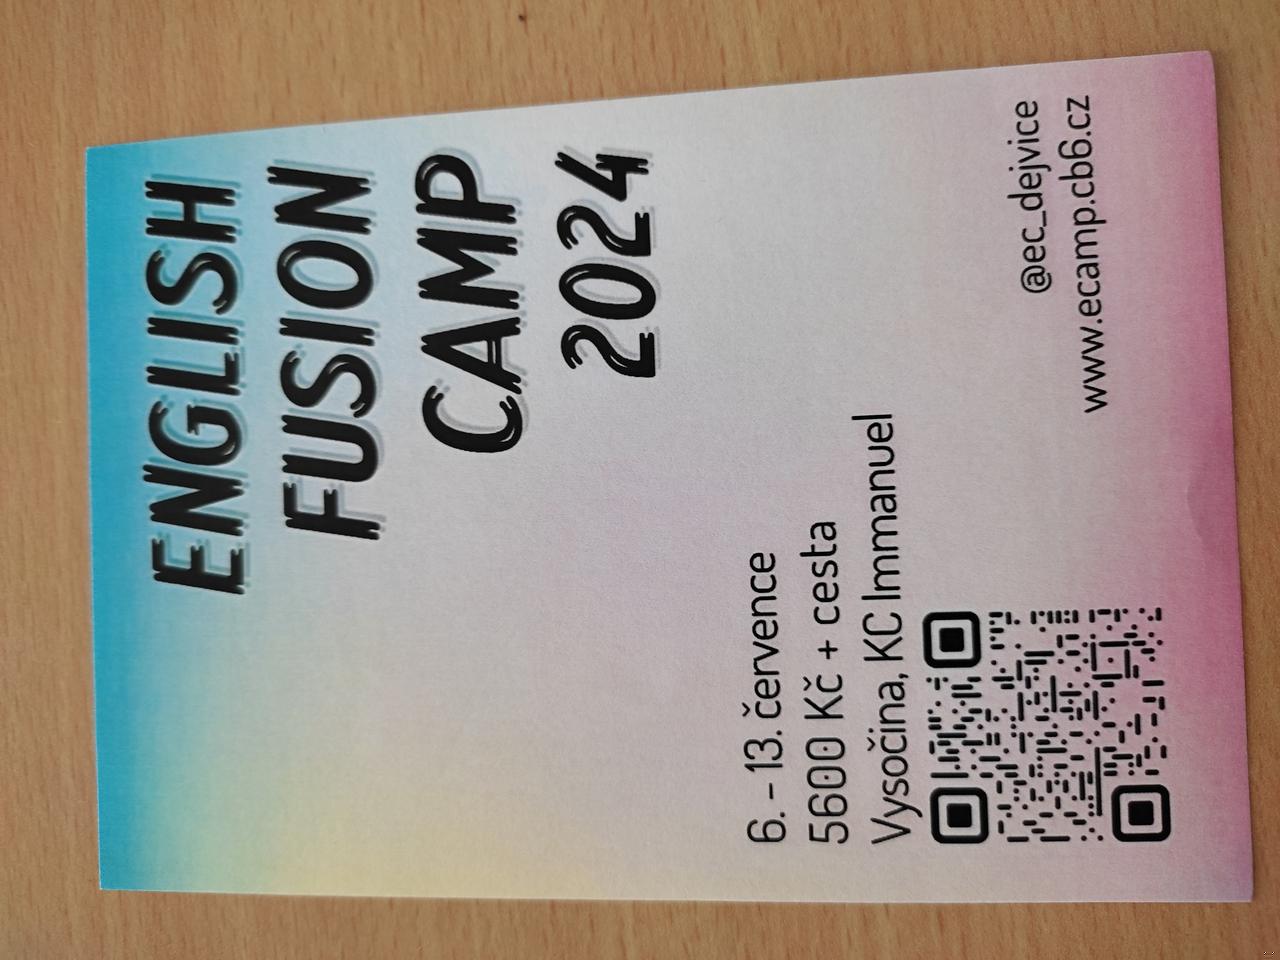 ENGLISH
FUSION
CAMP
2024
6. - 13. července
5600 Kč + cesta
Vysočina, KC Immanuel
@ec_dejvice
www.ecamp.cb6.cz